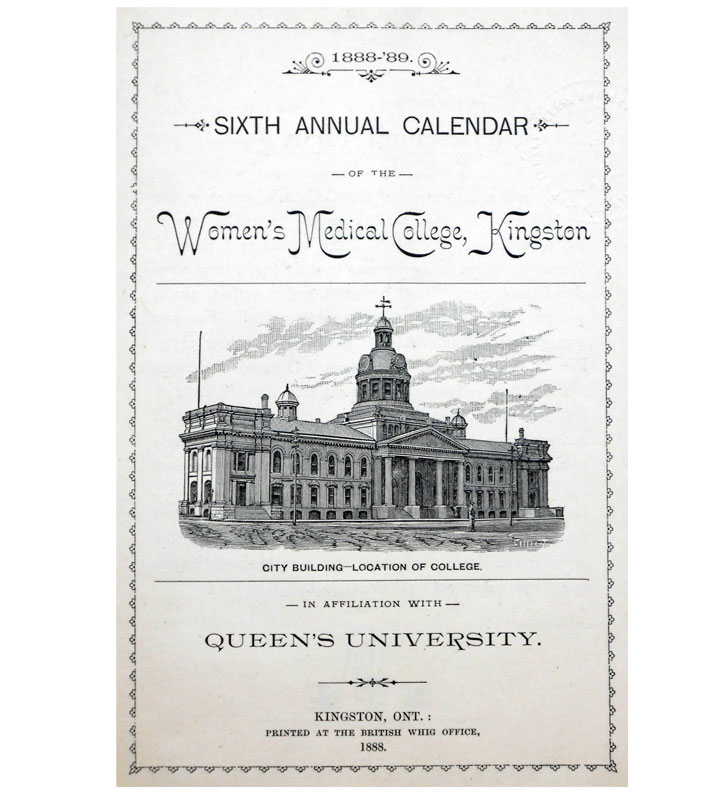 1888-'89.
SIXTH ANNUAL CALENDAR
— OF THE —
Women's Medical College, Kingston
CITY BUILDING—LOCATION OF COLLEGE.
— IN AFFILIATION WITH —
QUEEN'S UNIVERSITY.
KINGSTON, ONT. :
PRINTED AT THE BRITISH WHIG OFFICE,
1888.